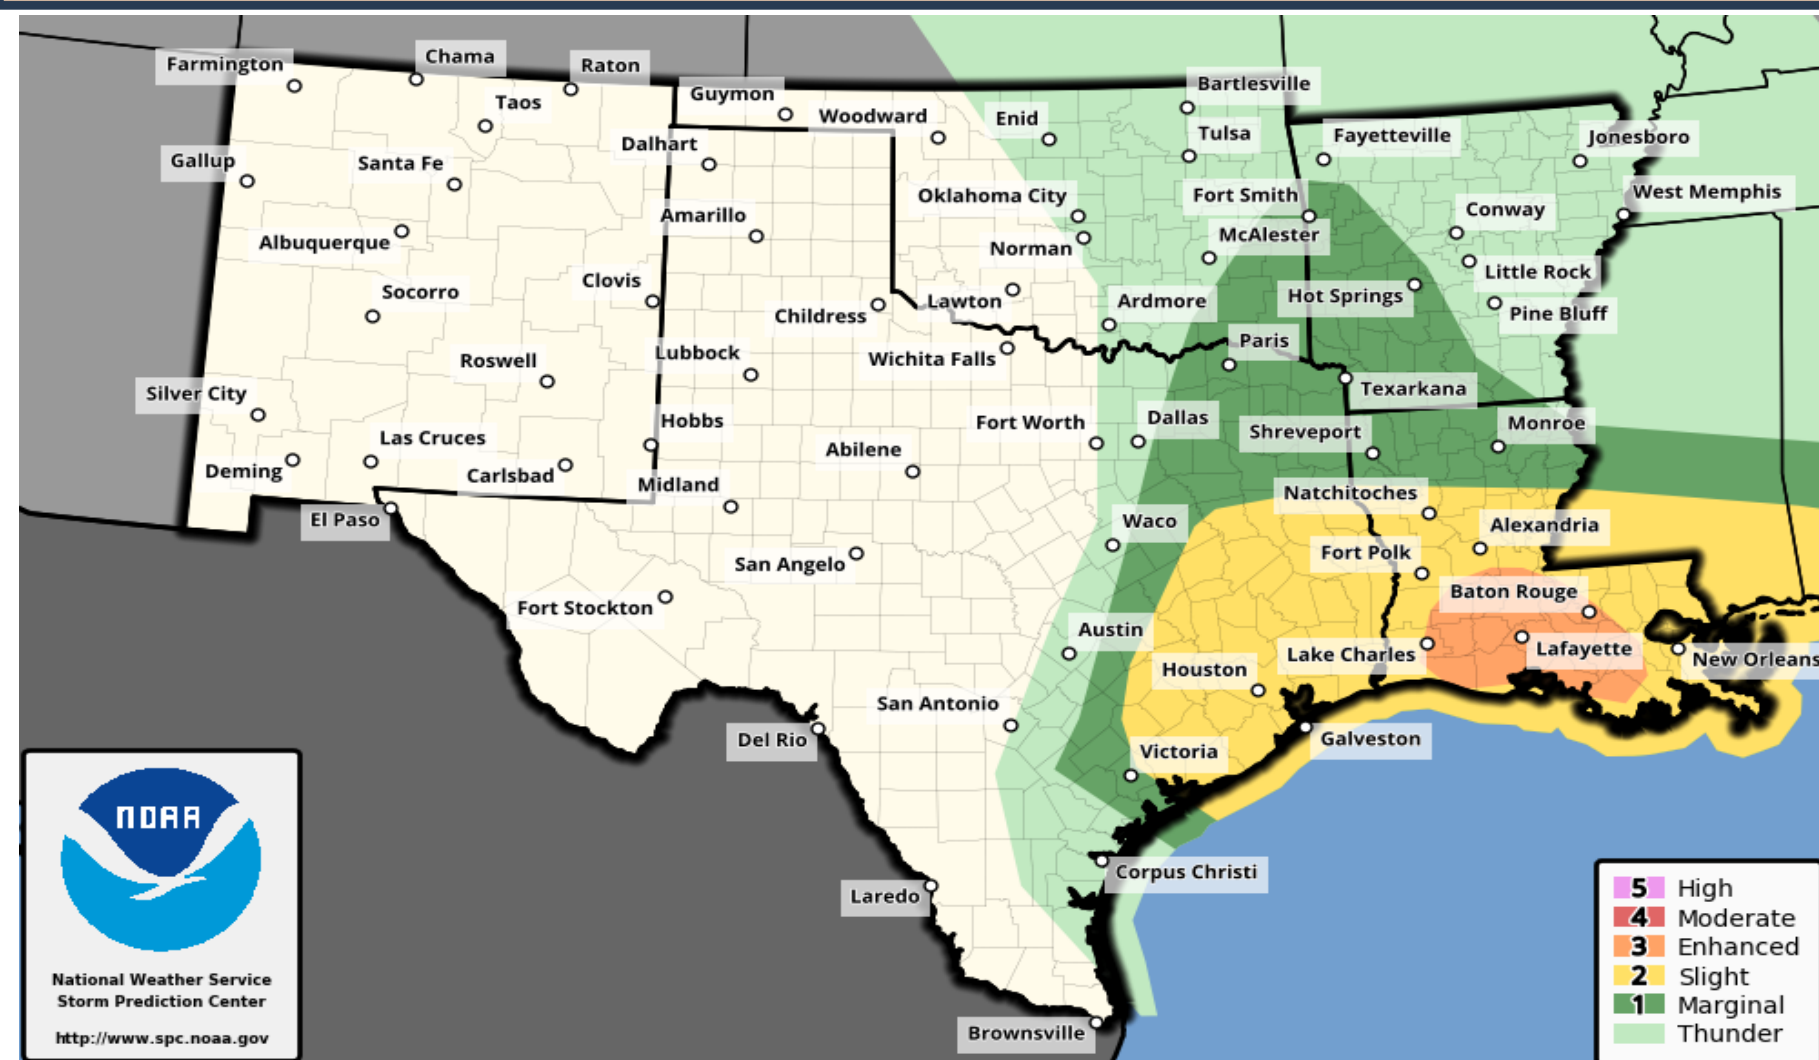 Farmington
Chama
Raton
Taos
Guymon
Woodward
Enid
Bartlesville
Tulsa
Fayetteville
Jonesboro
Gallup
Santa Fe
Dalhart
Oklahoma City
Fort Smith
Conway
West Memphis
Albuquerque
Amarillo
Norman
McAlester
Little Rock
Socorro
Clovis
Childress
Lawton
Ardmore
Hot Springs
Pine Bluff
Roswell
Lubbock
Wichita Falls
Paris
Texarkana
Silver City
Hobbs
Fort Worth
Dallas
Shreveport
Monroe
Las Cruces
Deming
Carlsbad
Midland
Abilene
Natchitoches
El Paso
San Angelo
Waco
Fort Polk
Alexandria
Fort Stockton
Austin
Baton Rouge
Houston
Lake Charles
Lafayette
New Orleans
San Antonio
Del Rio
Victoria
Galveston
Laredo
Corpus Christi
Brownsville
NOAA
National Weather Service
Storm Prediction Center
http://www.spc.noaa.gov
5 High
4 Moderate
3 Enhanced
2 Slight
1 Marginal
Thunder